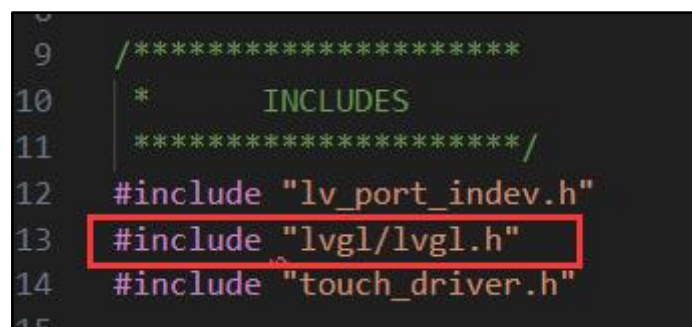 9 /**********************
10 * INCLUDES
11 **********************/
12 #include "lv_port_indev.h"
13 #include "lvgl/lvgl.h"
14 #include "touch_driver.h"